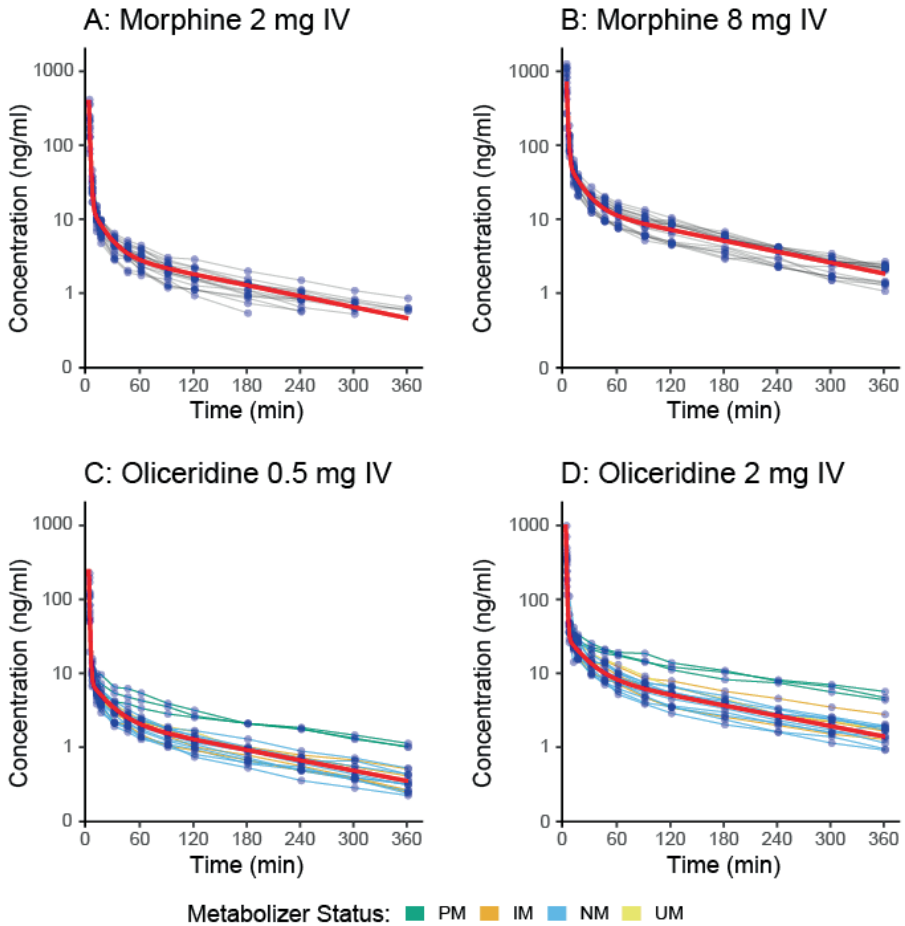 A: Morphine 2 mg IV
Concentration (ng/ml)
1000
100
10
1
0
0 60 120 180 240 300 360
Time (min)
B: Morphine 8 mg IV
Concentration (ng/ml)
1000
100
10
1
0
0 60 120 180 240 300 360
Time (min)
C: Oliceridine 0.5 mg IV
Concentration (ng/ml)
1000
100
10
1
0
0 60 120 180 240 300 360
Time (min)
D: Oliceridine 2 mg IV
Concentration (ng/ml)
1000
100
10
1
0
0 60 120 180 240 300 360
Time (min)
Metabolizer Status: PM IM NM UM